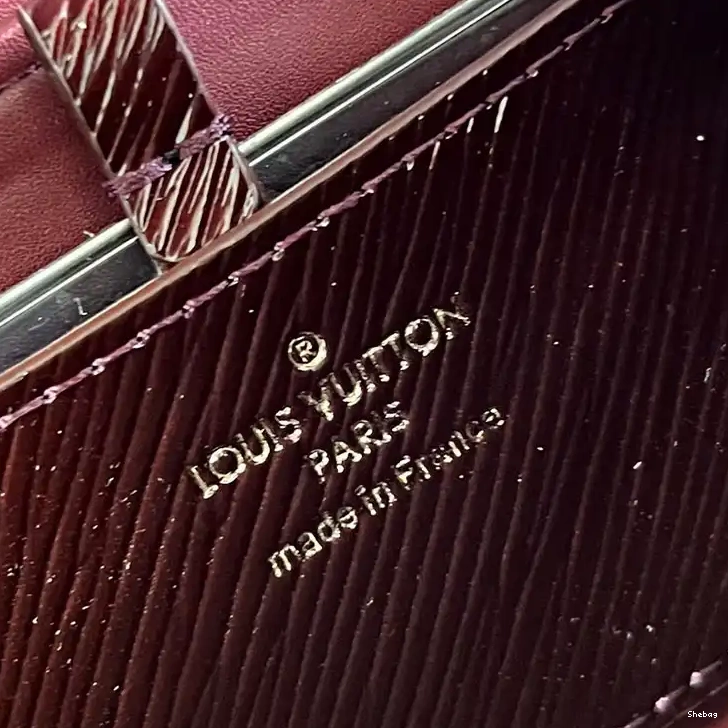 ®
LOUIS VUITTON
PARIS
made in France
Shebag